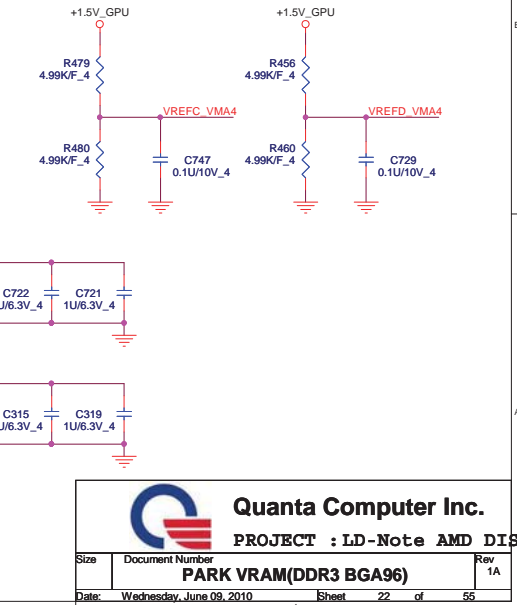 +1.5V_GPU
+1.5V_GPU
R479
4.99K/F_4
R456
4.99K/F_4
VREFC_VMA4
VREFD_VMA4
R480
4.99K/F_4
C747
0.1U/10V_4
R460
4.99K/F_4
C729
0.1U/10V_4
C722
U/6.3V_4
C721
1U/6.3V_4
C315
U/6.3V_4
C319
1U/6.3V_4
Quanta Computer Inc.
PROJECT : LD-Note AMD DIS
Size
Document Number
Rev
PARK VRAM(DDR3 BGA96)
1A
Date: Wednesday, June 09, 2010 Sheet 22 of 55